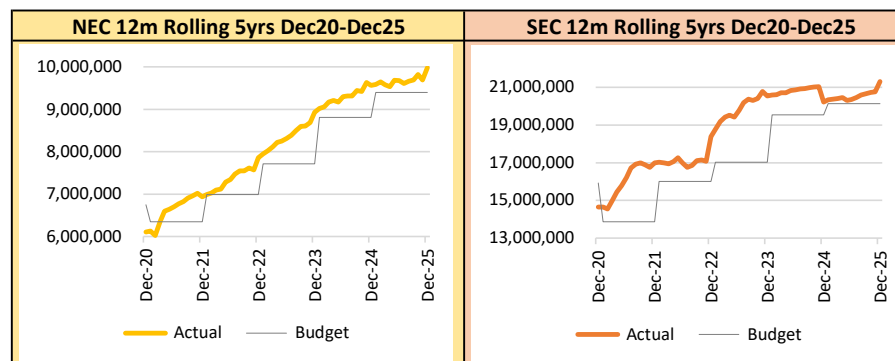 NEC 12m Rolling 5yrs Dec20-Dec25
10,000,000
9,000,000
8,000,000
7,000,000
6,000,000
Dec-20
Dec-21
Dec-22
Dec-23
Dec-24
Dec-25
Actual
Budget
SEC 12m Rolling 5yrs Dec20-Dec25
21,000,000
19,000,000
17,000,000
15,000,000
13,000,000
Dec-20
Dec-21
Dec-22
Dec-23
Dec-24
Dec-25
Actual
Budget